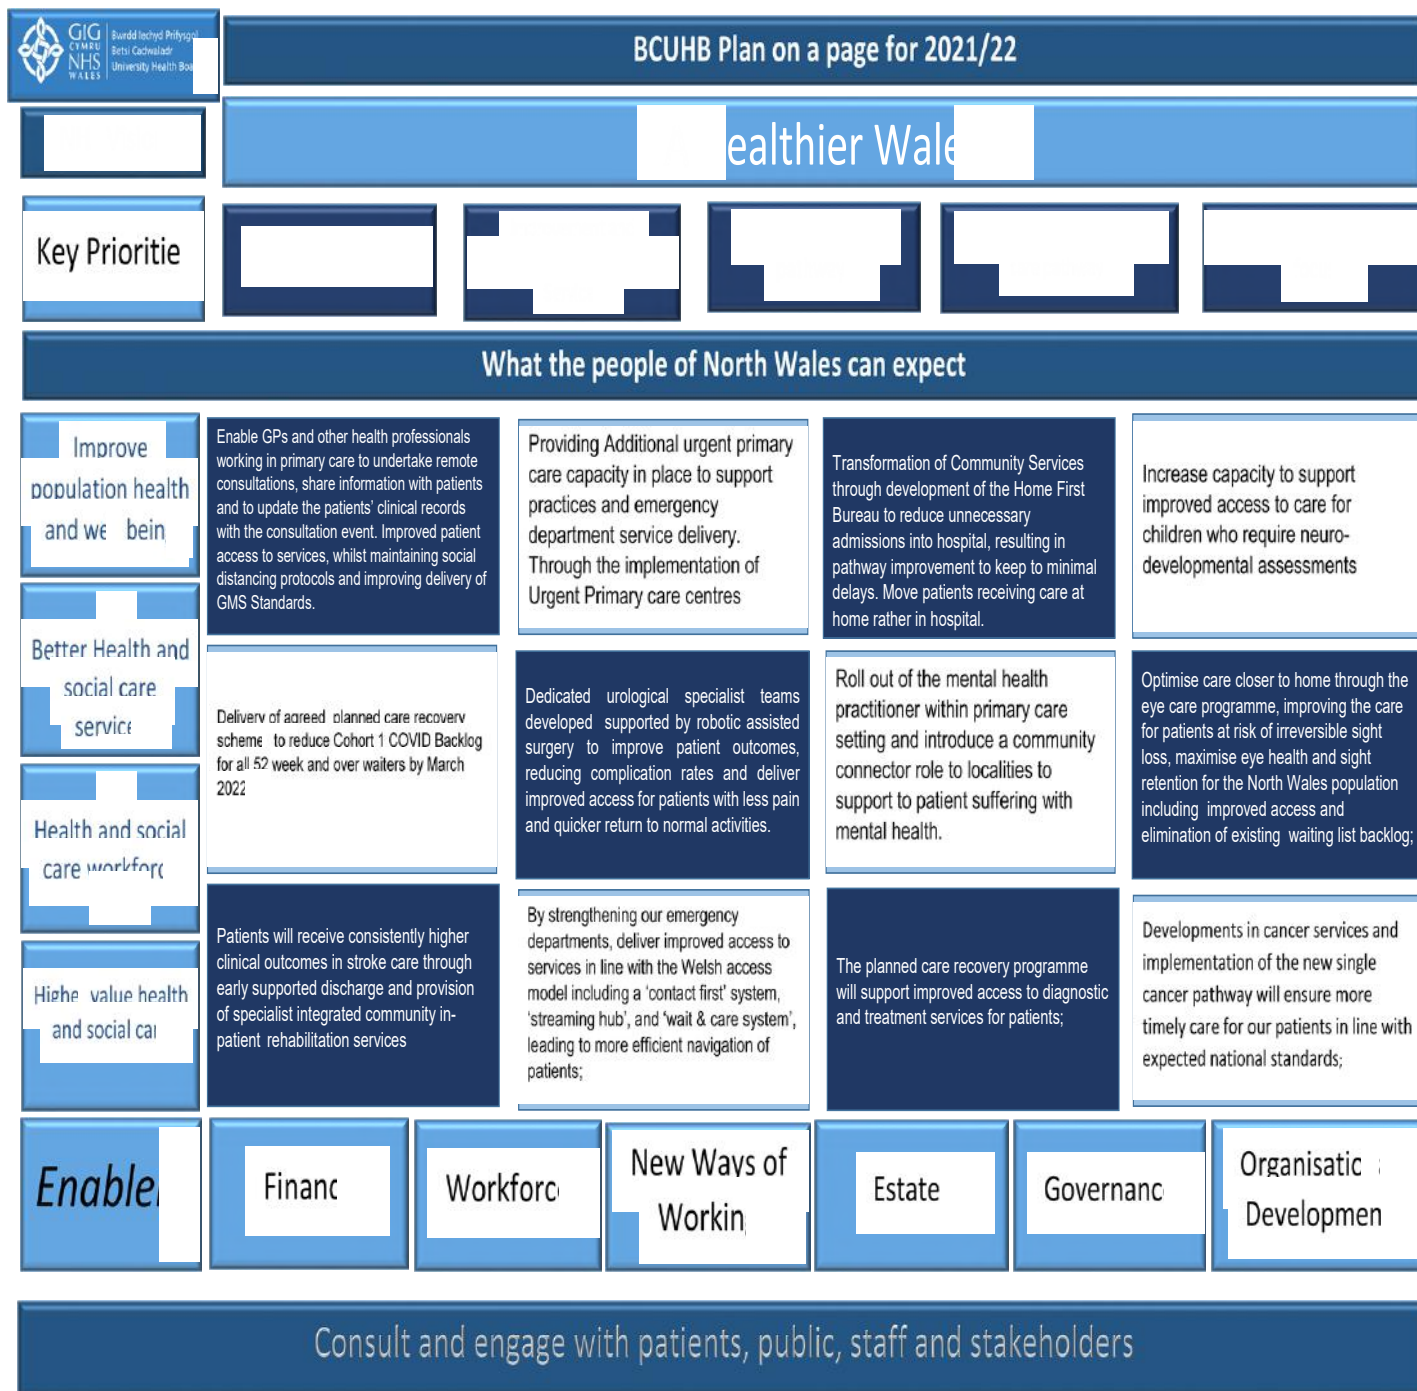 GIG
CYMRU
NHS
WALES
Bwrdd Iechyd Prifysgol
Betsi Cadwaladr
University Health Boa
BCUHB Plan on a page for 2021/22
ealthier Wale
Key Prioritie
What the people of North Wales can expect
Improve
population health
and we bein
Enable GPs and other health professionals
working in primary care to undertake remote
consultations, share information with patients
and to update the patients' clinical records
with the consultation event. Improved patient
access to services, whilst maintaining social
distancing protocols and improving delivery of
GMS Standards.
Providing Additional urgent primary
care capacity in place to support
practices and emergency
department service delivery.
Through the implementation of
Urgent Primary care centres
Transformation of Community Services
through development of the Home First
Bureau to reduce unnecessary
admissions into hospital, resulting in
pathway improvement to keep to minimal
delays. Move patients receiving care at
home rather in hospital.
Increase capacity to support
improved access to care for
children who require neuro-
developmental assessments
Better Health and
social care
service
Delivery of agreed planned care recovery
scheme to reduce Cohort 1 COVID Backlog
for all 52 week and over waiters by March
2022
Dedicated urological specialist teams
developed supported by robotic assisted
surgery to improve patient outcomes,
reducing complication rates and deliver
improved access for patients with less pain
and quicker return to normal activities.
Roll out of the mental health
practitioner within primary care
setting and introduce a community
connector role to localities to
support to patient suffering with
mental health.
Optimise care closer to home through the
eye care programme, improving the care
for patients at risk of irreversible sight
loss, maximise eye health and sight
retention for the North Wales population
including improved access and
elimination of existing waiting list backlog;
Health and social
care workforc
Highe value health
and social car
Patients will receive consistently higher
clinical outcomes in stroke care through
early supported discharge and provision
of specialist integrated community in-
patient rehabilitation services
By strengthening our emergency
departments, deliver improved access to
services in line with the Welsh access
model including a 'contact first' system,
'streaming hub', and 'wait & care system',
leading to more efficient navigation of
patients;
The planned care recovery programme
will support improved access to diagnostic
and treatment services for patients;
Developments in cancer services and
implementation of the new single
cancer pathway will ensure more
timely care for our patients in line with
expected national standards;
Enable
Financ
Workforc
New Ways of
Workin
Estate
Governanc
Organisatic
Developmen
Consult and engage with patients, public, staff and stakeholders